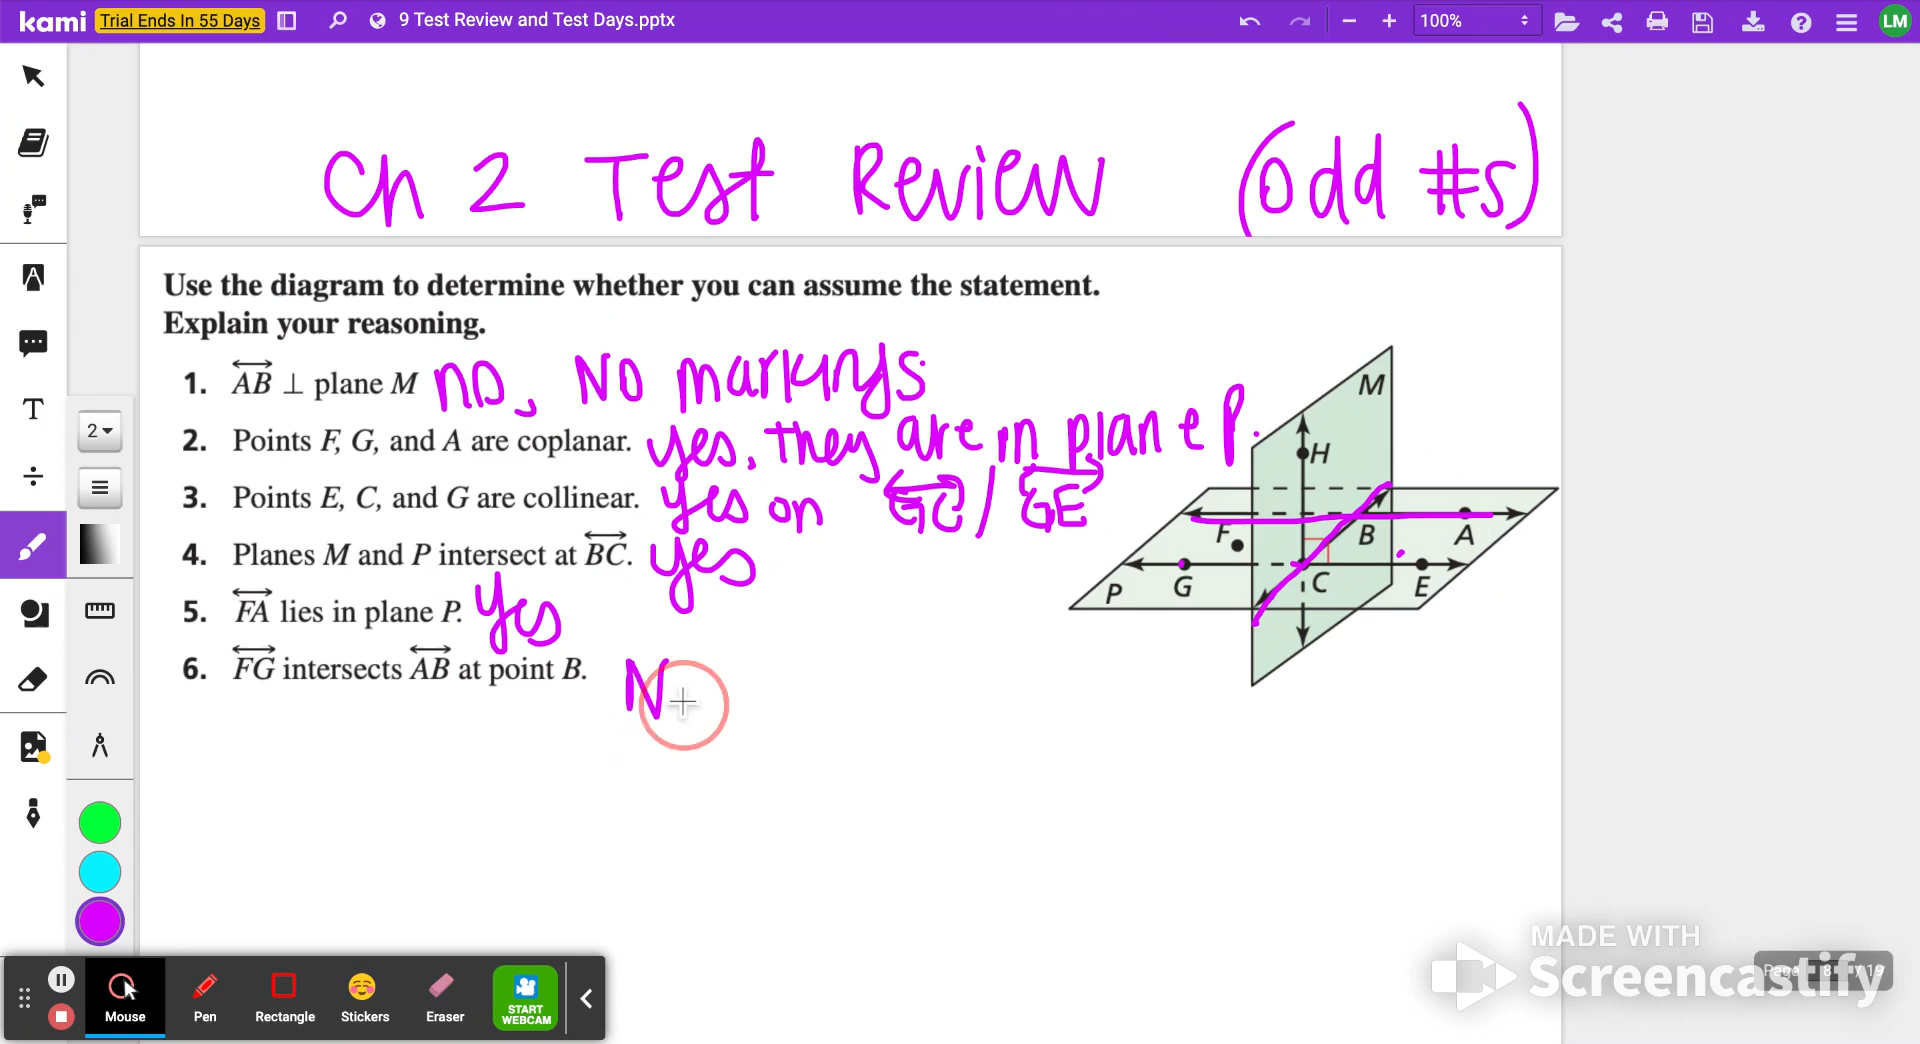 kami Trial Ends In 55 Days 9 Test Review and Test Days.pptx 100% LM
Ch 2 Test Review (odd #s)
Use the diagram to determine whether you can assume the statement.
Explain your reasoning.
1. AB ⊥ plane M no, No markings.
2. Points F, G, and A are coplanar. yes, they are in plane P.
3. Points E, C, and G are collinear. yes on GC / GE
4. Planes M and P intersect at BC. yes
5. FA lies in plane P. yes
6. FG intersects AB at point B. N
M
H
F B A
P G C E
2
T
MADE WITH
Screencastify
Page 8 / 19
Mouse Pen Rectangle Stickers Eraser START WEBCAM